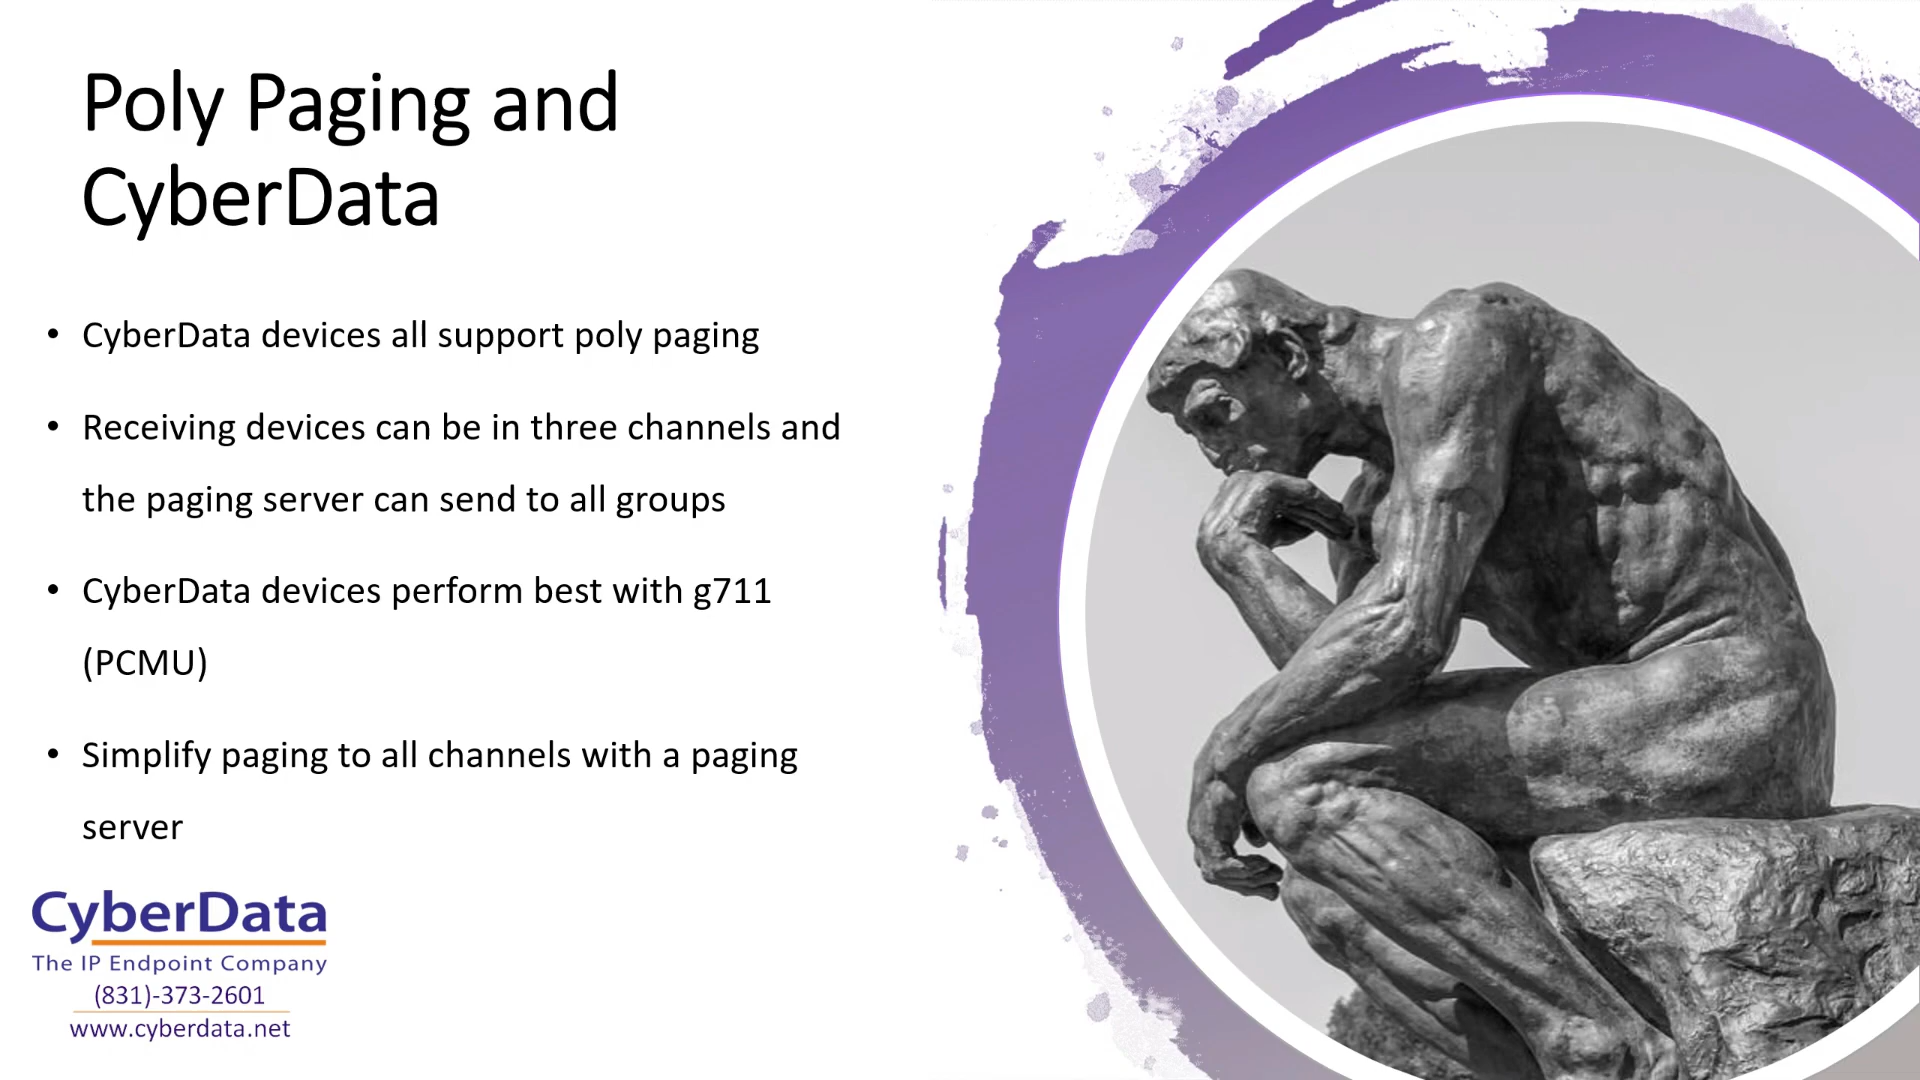 Poly Paging and
CyberData
• CyberData devices all support poly paging
• Receiving devices can be in three channels and
the paging server can send to all groups
• CyberData devices perform best with g711
(PCMU)
• Simplify paging to all channels with a paging
server
CyberData
The IP Endpoint Company
(831)-373-2601
www.cyberdata.net